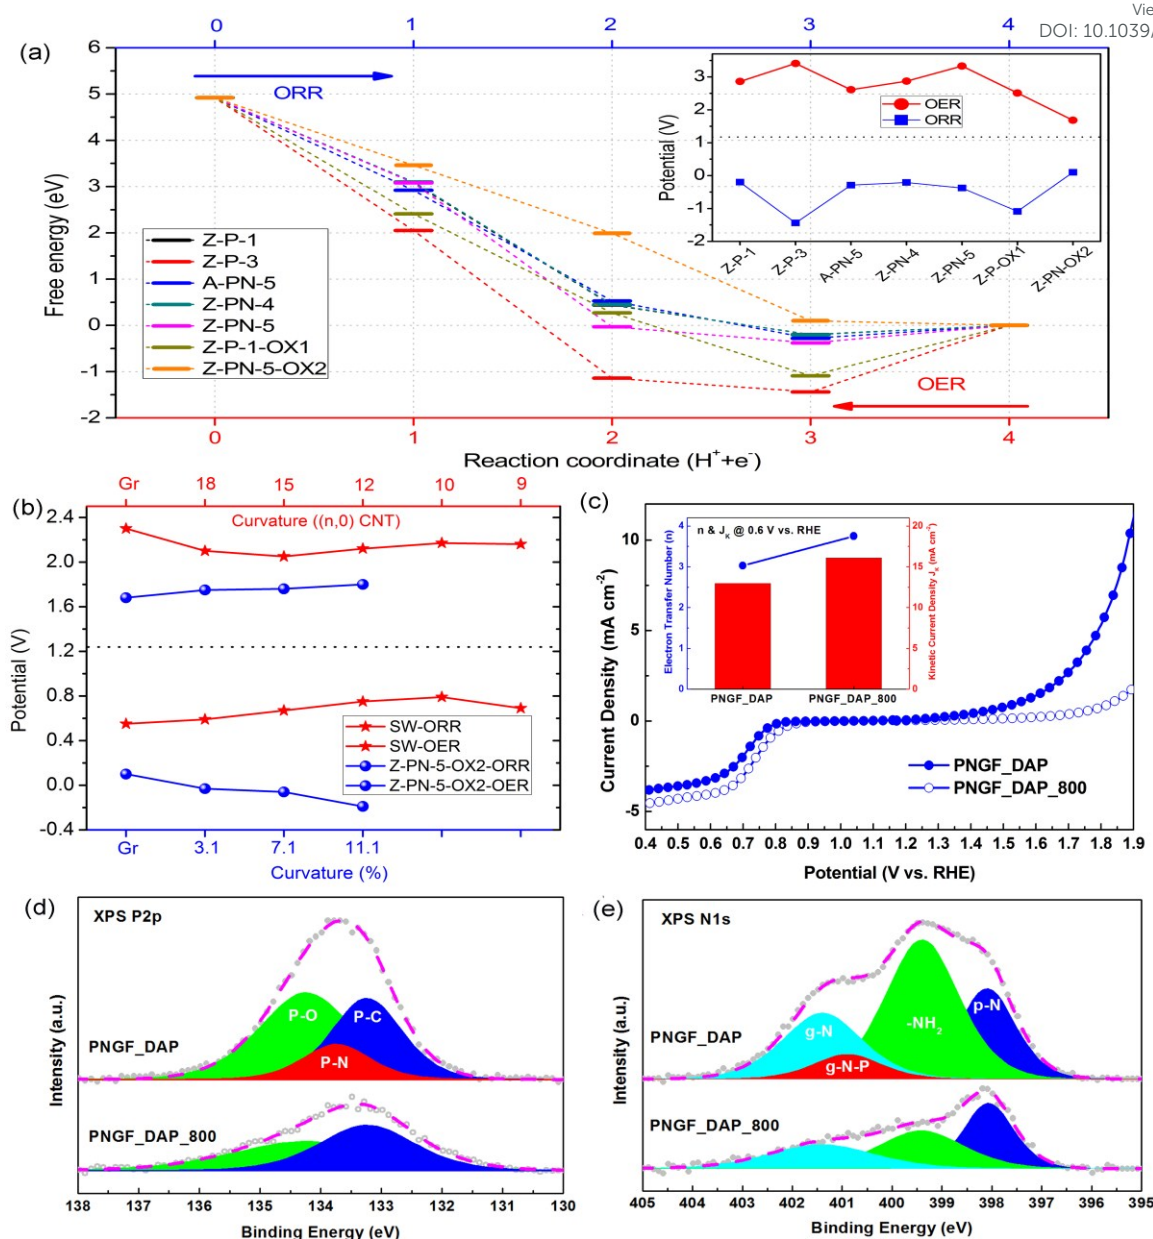 Vie
DOI: 10.1039/
(a)
0 1 2 3 4
6
5
4
3
2
1
0
-1
-2
Free energy (eV)
ORR
OER
Z-P-1
Z-P-3
A-PN-5
Z-PN-4
Z-PN-5
Z-P-1-OX1
Z-PN-5-OX2
0 1 2 3 4
Reaction coordinate (H⁺+e⁻)
3
2
1
0
-1
-2
Potential (V)
OER
ORR
Z-P-1
Z-P-3
A-PN-5
Z-PN-4
Z-PN-5
Z-P-OX1
Z-PN-OX2
(b)
Gr 18 15 12 10 9
Curvature ((n,0) CNT)
2.4
2.0
1.6
1.2
0.8
0.4
0.0
-0.4
Potential (V)
SW-ORR
SW-OER
Z-PN-5-OX2-ORR
Z-PN-5-OX2-OER
Gr 3.1 7.1 11.1
Curvature (%)
(c)
10
5
0
-5
Current Density (mA cm⁻²)
n & J_K @ 0.6 V vs. RHE
4
3
2
1
0
Electron Transfer Number (n)
20
15
10
5
0
Kinetic Current Density J_K (mA cm⁻²)
PNGF_DAP PNGF_DAP_800
PNGF_DAP
PNGF_DAP_800
0.4 0.5 0.6 0.7 0.8 0.9 1.0 1.1 1.2 1.3 1.4 1.5 1.6 1.7 1.8 1.9
Potential (V vs. RHE)
(d)
XPS P2p
P-O
P-C
P-N
PNGF_DAP
PNGF_DAP_800
Intensity (a.u.)
138 137 136 135 134 133 132 131 130
Binding Energy (eV)
(e)
XPS N1s
g-N
-NH₂
p-N
g-N-P
PNGF_DAP
PNGF_DAP_800
Intensity (a.u.)
405 404 403 402 401 400 399 398 397 396 395
Binding Energy (eV)